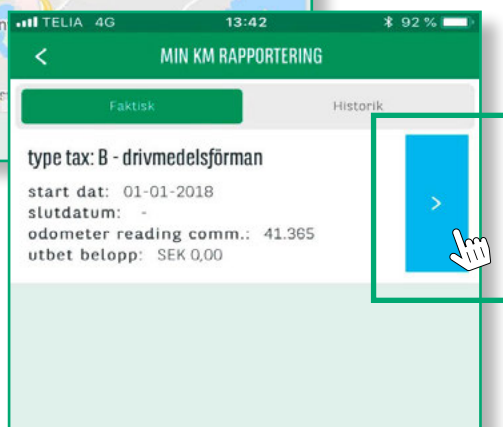 TELIA 4G 13:42 92 %
MIN KM RAPPORTERING
Faktisk Historik
type tax: B - drivmedelsförman
start dat: 01-01-2018
slutdatum: -
odometer reading comm.: 41.365
utbet belopp: SEK 0,00